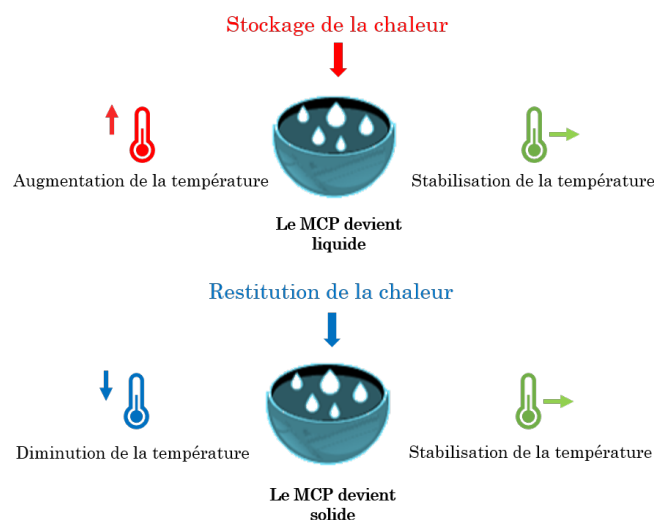 Stockage de la chaleur
Augmentation de la température
Stabilisation de la température
Le MCP devient
liquide
Restitution de la chaleur
Diminution de la température
Stabilisation de la température
Le MCP devient
solide